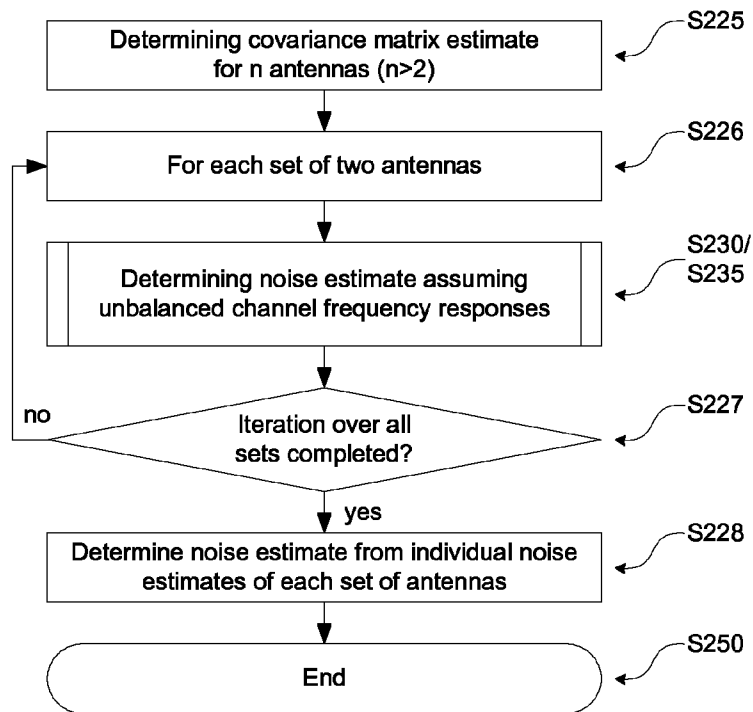 Determining covariance matrix estimate
for n antennas (n>2)
S225
For each set of two antennas
S226
Determining noise estimate assuming
unbalanced channel frequency responses
S230/
S235
no
Iteration over all
sets completed?
S227
yes
Determine noise estimate from individual noise
estimates of each set of antennas
S228
End
S250